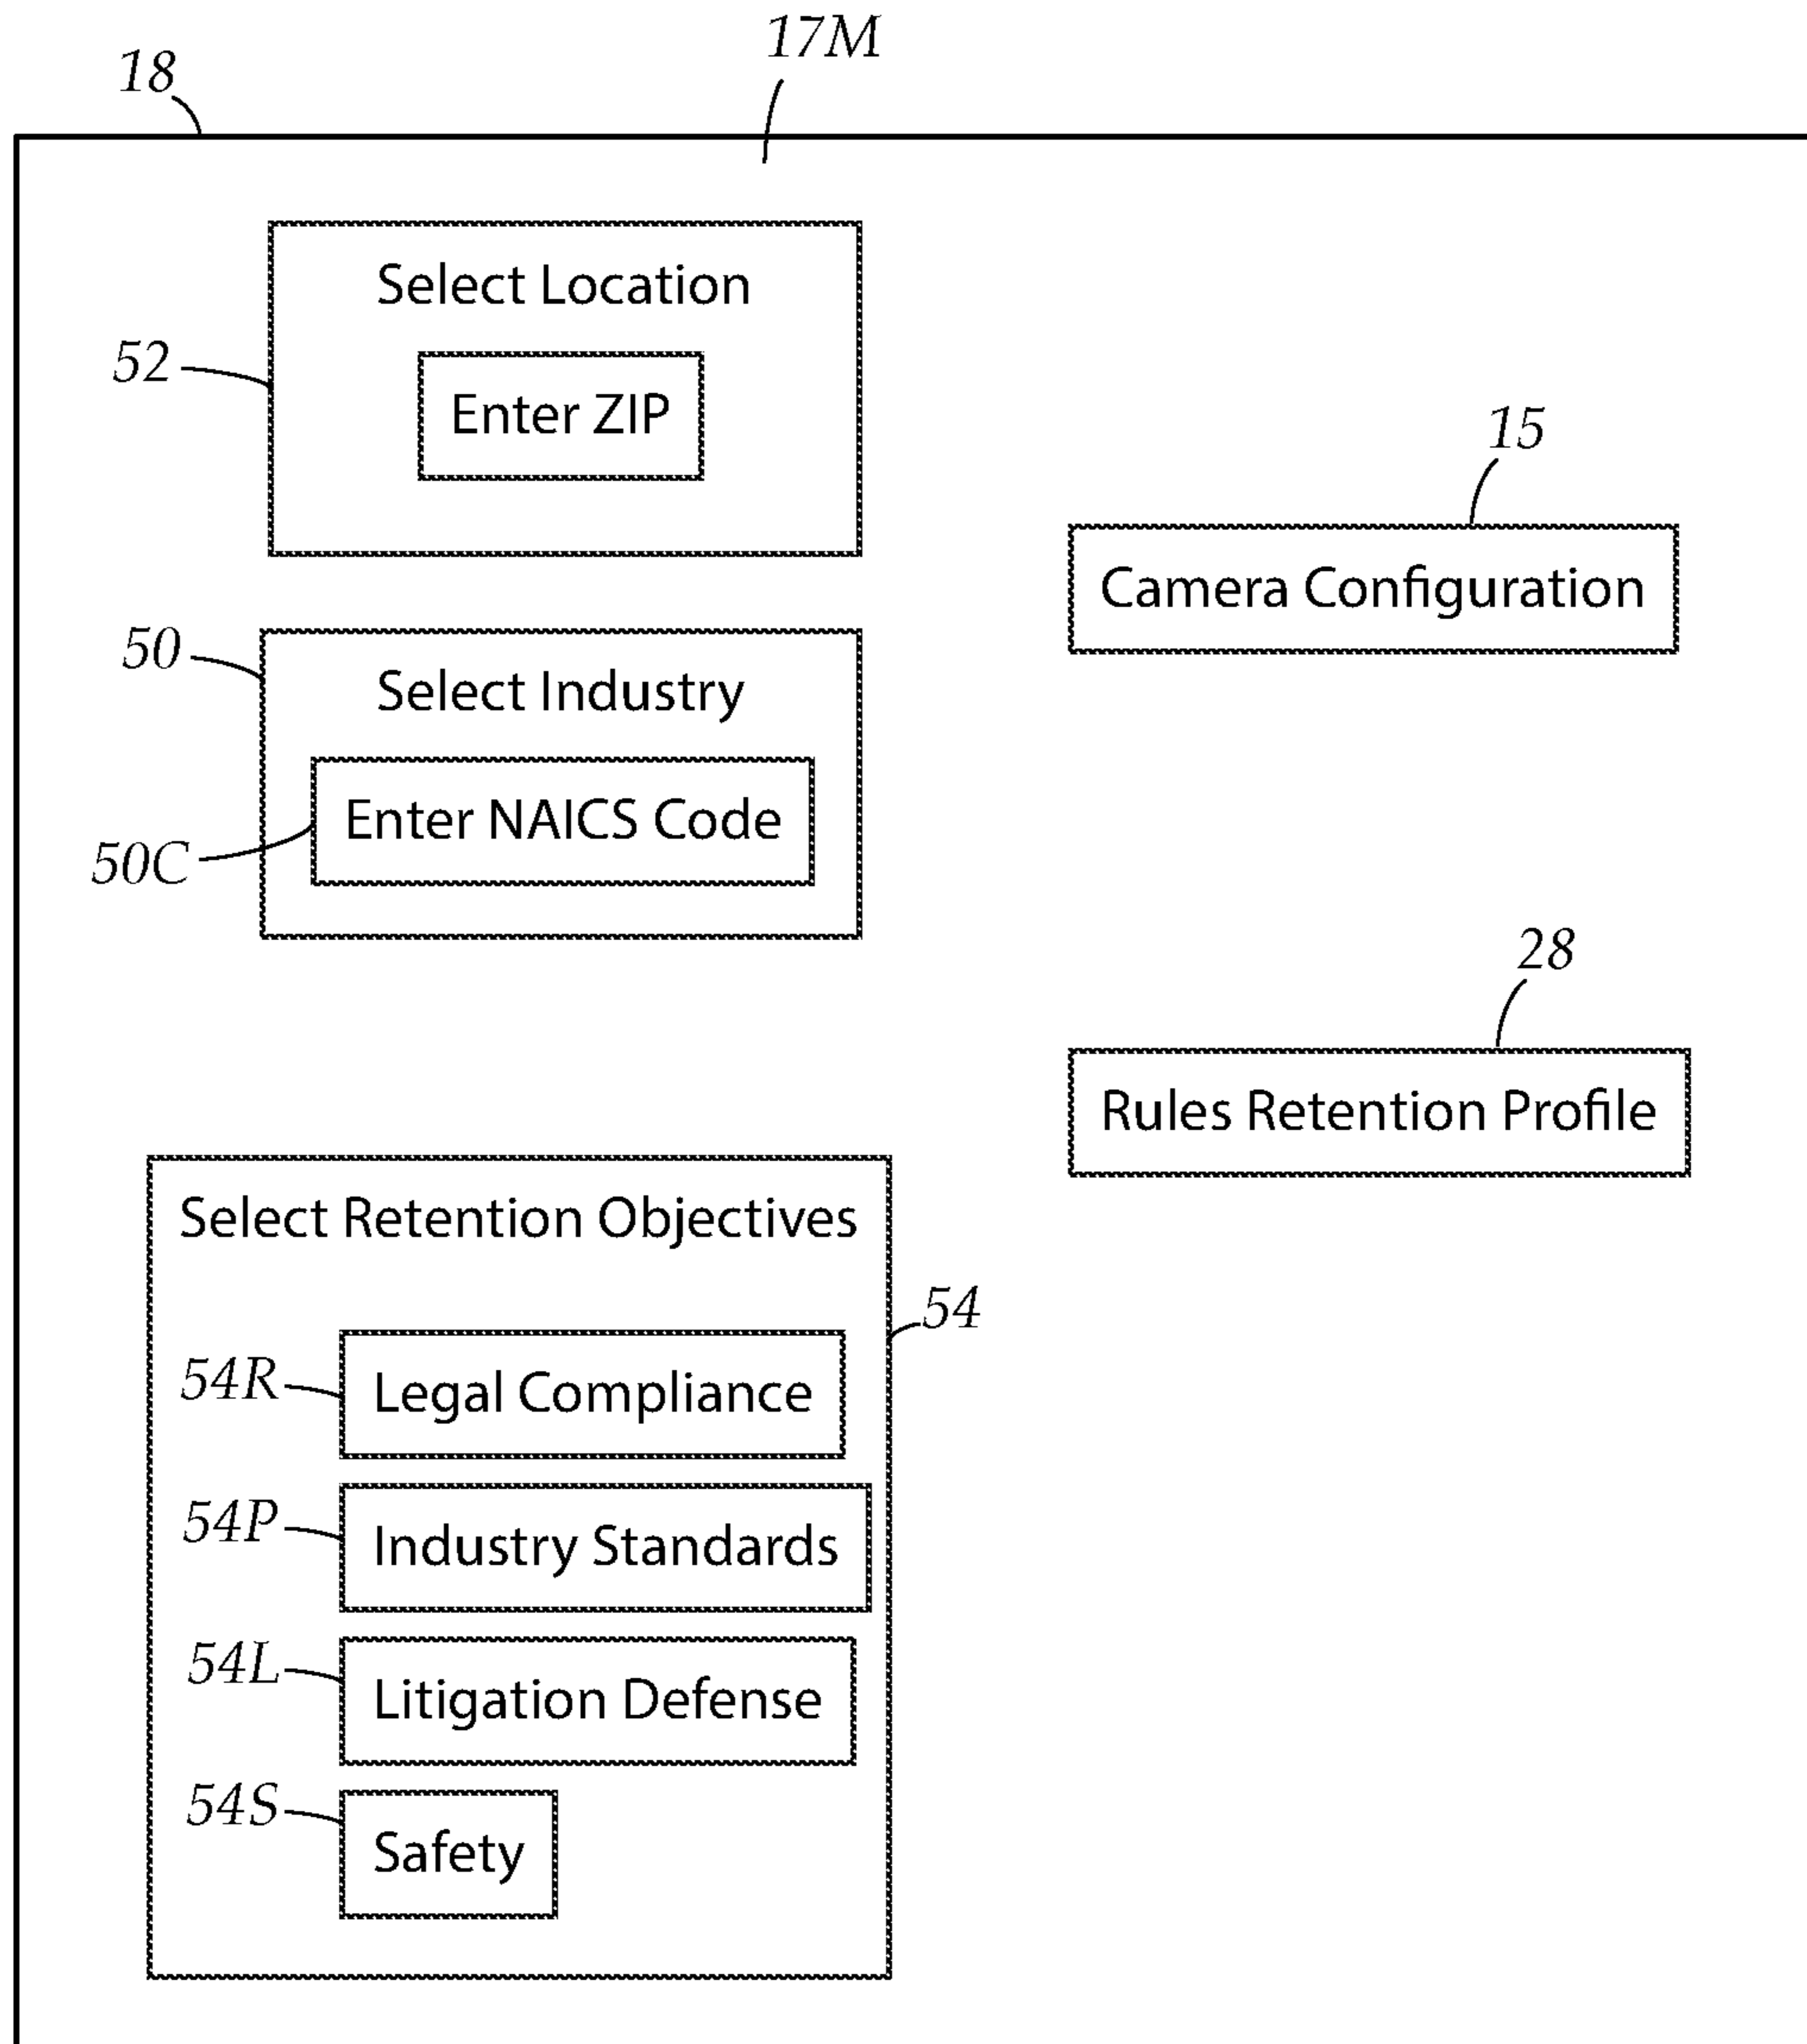 17M
18
Select Location
52
Enter ZIP
15
Camera Configuration
50
Select Industry
Enter NAICS Code
50C
28
Rules Retention Profile
Select Retention Objectives
54
54R
Legal Compliance
54P
Industry Standards
54L
Litigation Defense
54S
Safety